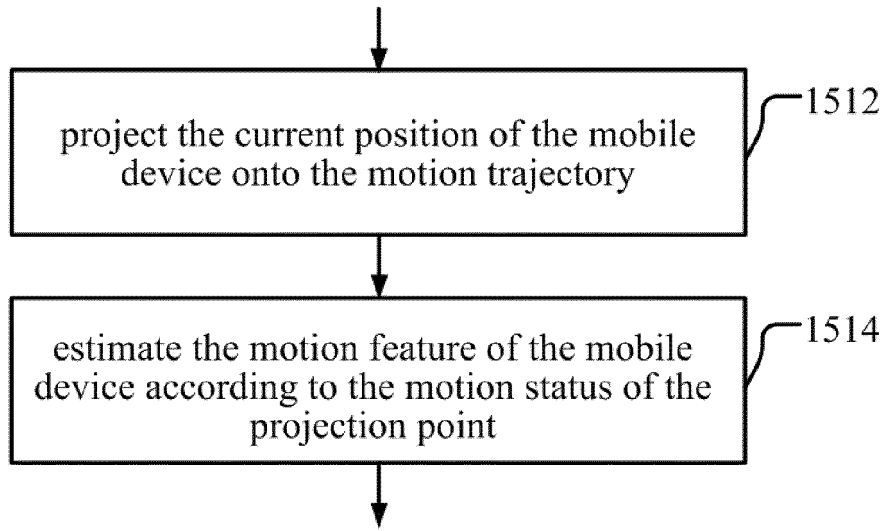 project the current position of the mobile
device onto the motion trajectory
1512
estimate the motion feature of the mobile
device according to the motion status of the
projection point
1514